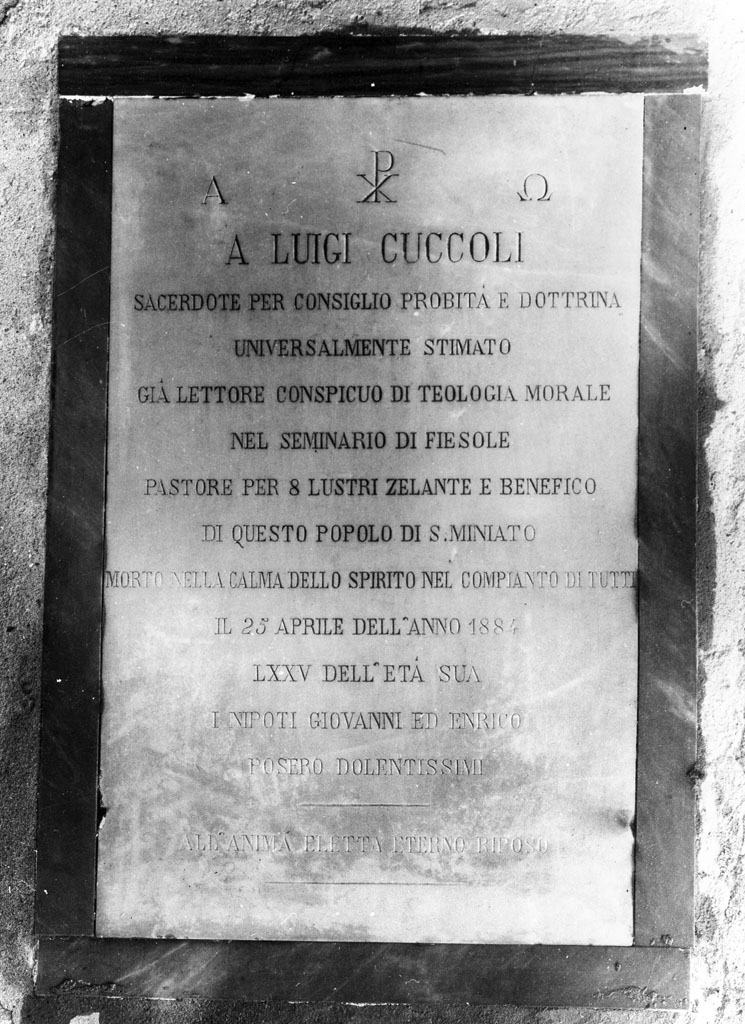 Α ☧ Ω
A LUIGI CUCCOLI
SACERDOTE PER CONSIGLIO PROBITÁ E DOTTRINA
UNIVERSALMENTE STIMATO
GIÁ LETTORE CONSPICUO DI TEOLOGIA MORALE
NEL SEMINARIO DI FIESOLE
PASTORE PER 8 LUSTRI ZELANTE E BENEFICO
DI QUESTO POPOLO DI S. MINIATO
MORTO NELLA CALMA DELLO SPIRITO NEL COMPIANTO DI TUTTI
IL 25 APRILE DELL'ANNO 1884
LXXV DELL'ETÁ SUA
I NIPOTI GIOVANNI ED ENRICO
POSERO DOLENTISSIMI
ALL'ANIMA ELETTA ETERNO RIPOSO